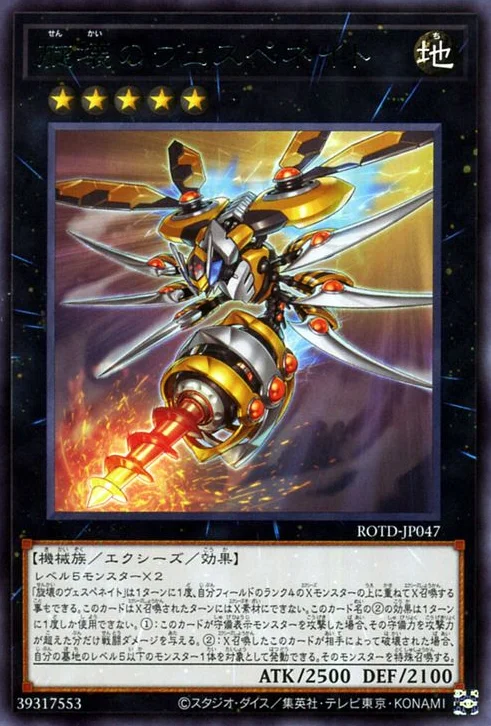 せん かい
旋壊のヴェスペネイト
地
ROTD-JP047
【機械族／エクシーズ／効果】
レベル５モンスター×２
「旋壊のヴェスペネイト」は1ターンに1度、自分フィールドのランク4のXモンスターの上に重ねてX召喚する
事もできる。このカードはX召喚されたターンにはX素材にできない。このカード名の②の効果は1ターン
に1度しか使用できない。①：このカードが守備表示モンスターを攻撃した場合、その守備力を攻撃力
が超えた分だけ戦闘ダメージを与える。②：X召喚したこのカードが相手によって破壊された場合、
自分の墓地のレベル５以下のモンスター1体を対象として発動できる。そのモンスターを特殊召喚する。
ATK/2500 DEF/2100
39317553 ©スタジオ・ダイス／集英社・テレビ東京・KONAMI